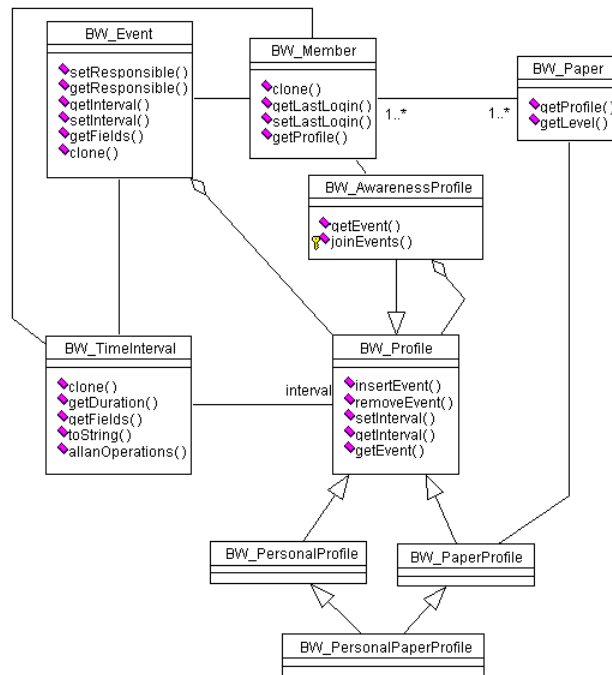 BW_Event
setResponsible()
getResponsible()
getInterval()
setInterval()
getFields()
clone()
BW_Member
clone()
getLastLogin()
setLastLogin()
getProfile()
1..*
1..*
BW_Paper
getProfile()
getLevel()
BW_AwarenessProfile
getEvent()
joinEvents()
BW_TimeInterval
clone()
getDuration()
getFields()
toString()
allanOperations()
interval
BW_Profile
insertEvent()
removeEvent()
setInterval()
getInterval()
getEvent()
BW_PersonalProfile
BW_PaperProfile
BW_PersonalPaperProfile